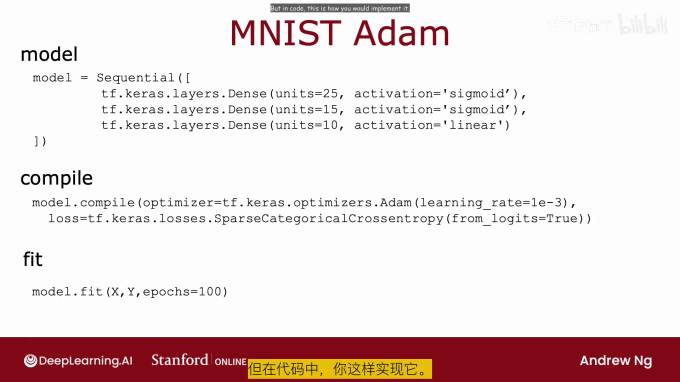 But in code, this is how you would implement it.
MNIST Adam
bilibili
model
model = Sequential([
tf.keras.layers.Dense(units=25, activation='sigmoid’),
tf.keras.layers.Dense(units=15, activation='sigmoid’),
tf.keras.layers.Dense(units=10, activation='linear')
])
compile
model.compile(optimizer=tf.keras.optimizers.Adam(learning_rate=1e-3),
loss=tf.keras.losses.SparseCategoricalCrossentropy(from_logits=True))
fit
model.fit(X,Y,epochs=100)
DeepLearning.AI
Stanford ONLINE
Andrew Ng
但在代码中，你这样实现它。